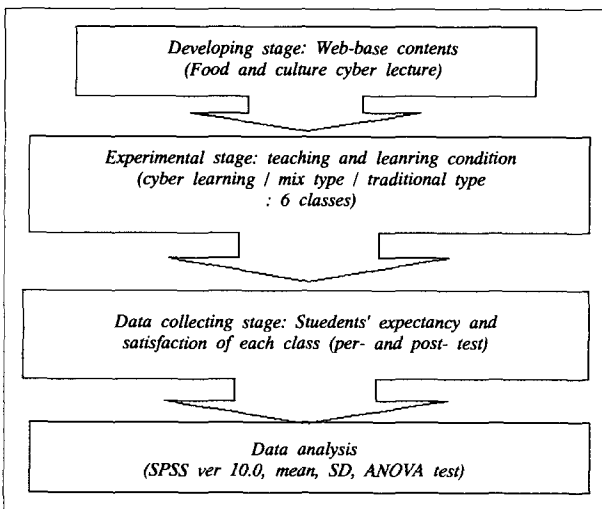 Developing stage: Web-base contents
(Food and culture cyber lecture)
Experimental stage: teaching and leanring condition
(cyber learning / mix type / traditional type
: 6 classes)
Data collecting stage: Stuedents' expectancy and
satisfaction of each class (per- and post- test)
Data analysis
(SPSS ver 10.0, mean, SD, ANOVA test)